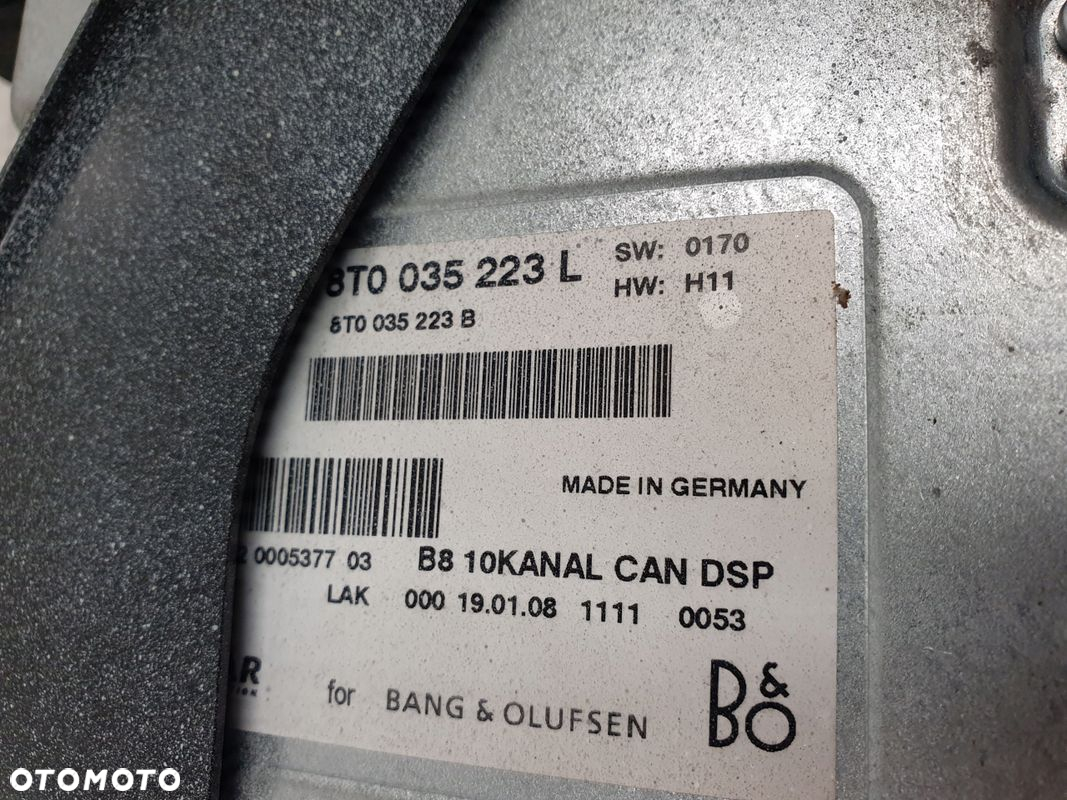 8T0 035 223 L
SW: 0170
HW: H11
8T0 035 223 B
MADE IN GERMANY
0005377 03
B8 10KANAL CAN DSP
LAK 000 19.01.08 1111 0053
for BANG & OLUFSEN
B&O
OTOMOTO